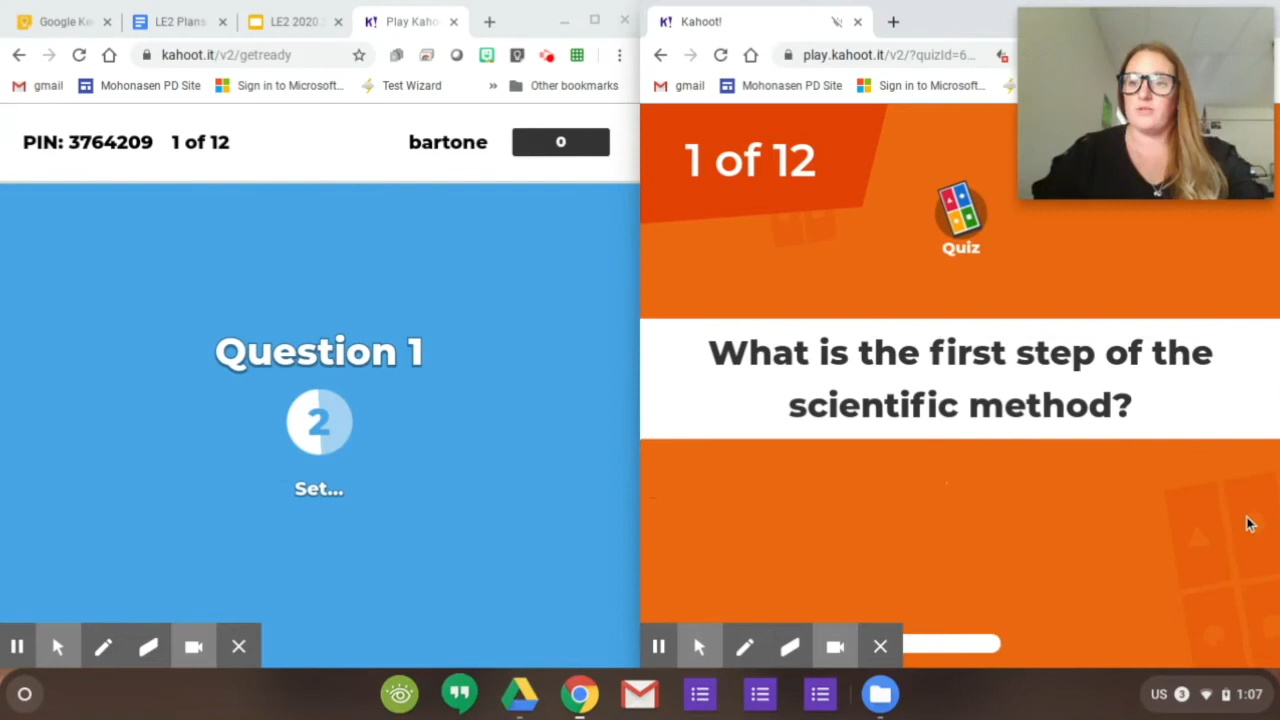 Google Ke
LE2 Plans
LE2 2020
K! Play Kaho
kahoot.it/v2/getready
gmail
Mohonasen PD Site
Sign in to Microsoft...
Test Wizard
»
Other bookmarks
PIN: 3764209 1 of 12
bartone
0
Question 1
2
Set...
K! Kahoot!
play.kahoot.it/v2/?quizId=6...
gmail
Mohonasen PD Site
Sign in to Microsoft...
1 of 12
Quiz
What is the first step of the
scientific method?
US 3 1:07